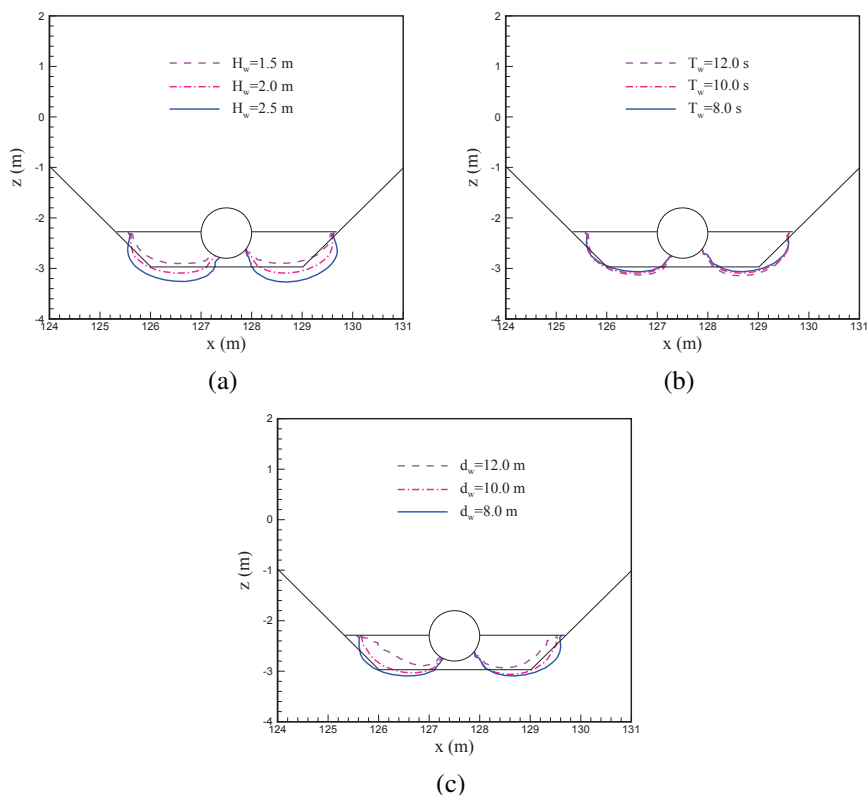 2
1
0
-1
-2
-3
-4
z (m)
H_w=1.5 m
H_w=2.0 m
H_w=2.5 m
124 125 126 127 128 129 130 131
x (m)
(a)
2
1
0
-1
-2
-3
-4
z (m)
T_w=12.0 s
T_w=10.0 s
T_w=8.0 s
124 125 126 127 128 129 130 131
x (m)
(b)
2
1
0
-1
-2
-3
-4
z (m)
d_w=12.0 m
d_w=10.0 m
d_w=8.0 m
124 125 126 127 128 129 130 131
x (m)
(c)